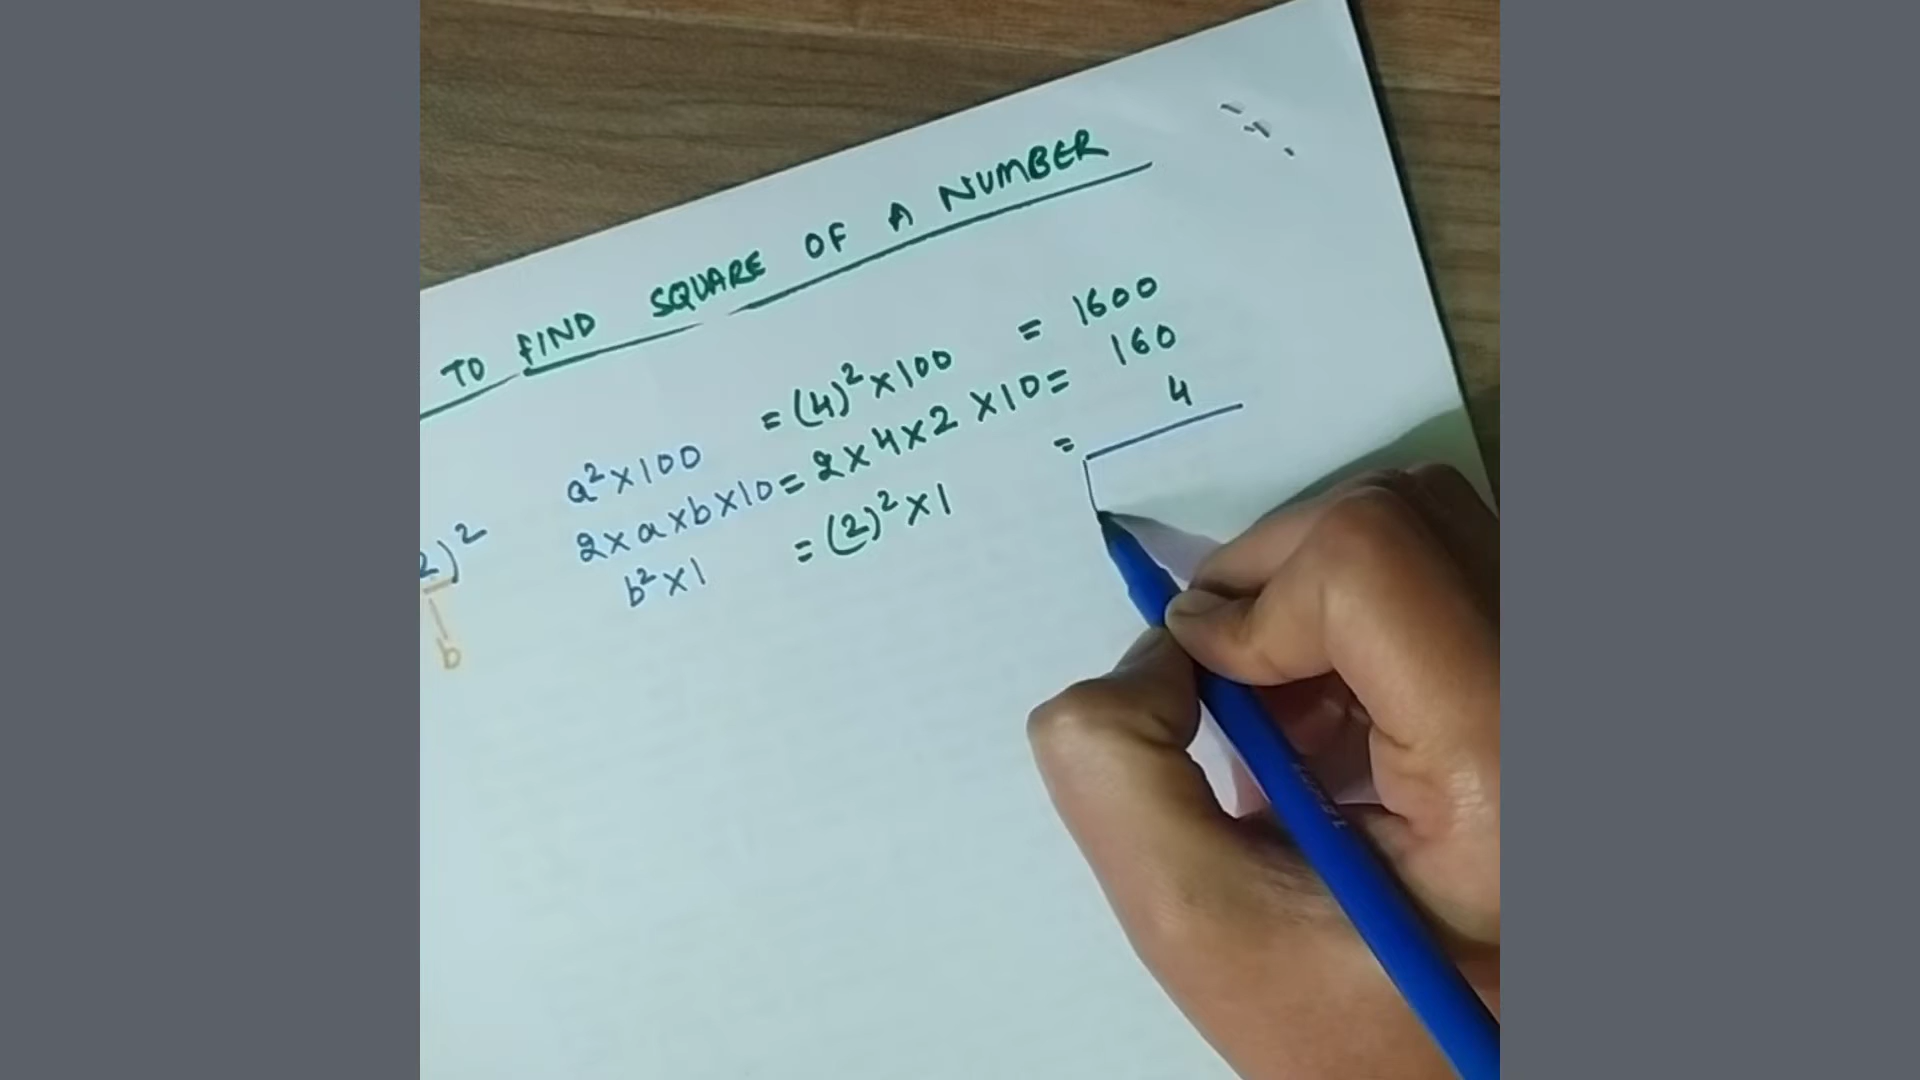 TO FIND SQUARE OF A NUMBER
a² × 100 = (4)² × 100 = 1600
2 × a × b × 10 = 2 × 4 × 2 × 10 = 160
b² × 1 = (2)² × 1 = 4
2)²
b